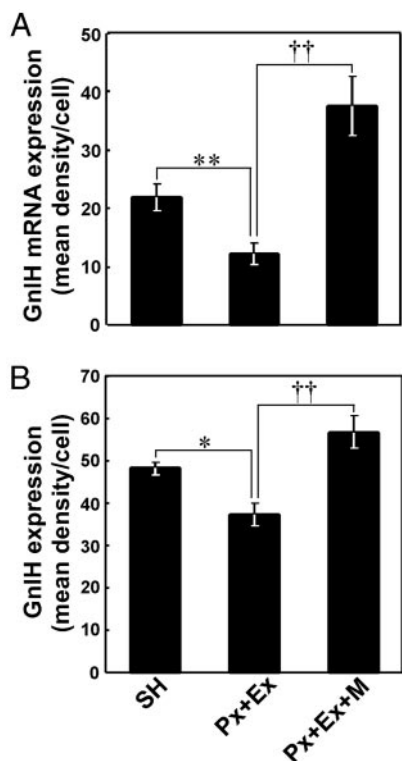 A
GnIH mRNA expression
(mean density/cell)
50
40
30
20
10
0
**
††
B
GnIH expression
(mean density/cell)
70
60
50
40
30
20
10
0
*
††
SH
Px+Ex
Px+Ex+M